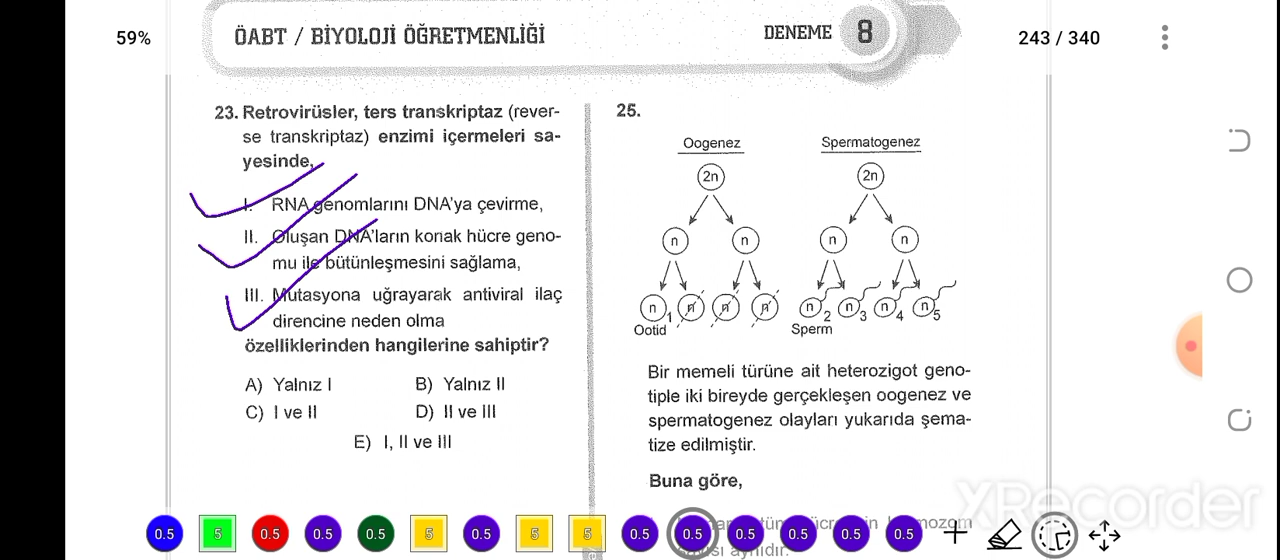 59%
ÖABT / BİYOLOJİ ÖĞRETMENLİĞİ
DENEME 8
243 / 340
23. Retrovirüsler, ters transkriptaz (rever-
se transkriptaz) enzimi içermeleri sa-
yesinde,
I. RNA genomlarını DNA'ya çevirme,
II. Oluşan DNA'ların konak hücre geno-
mu ile bütünleşmesini sağlama,
III. Mutasyona uğrayarak antiviral ilaç
direncine neden olma
özelliklerinden hangilerine sahiptir?
A) Yalnız I B) Yalnız II
C) I ve II D) II ve III
E) I, II ve III
25.
Oogenez Spermatogenez
2n 2n
n n n n
n 1 n n n n 2 n 3 n 4 n 5
Ootid Sperm
Bir memeli türüne ait heterozigot geno-
tiple iki bireyde gerçekleşen oogenez ve
spermatogenez olayları yukarıda şema-
tize edilmiştir.
Buna göre,
aynıdır.
XRecorder
0.5 5 0.5 0.5 0.5 5 0.5 5 5 0.5 0.5 0.5 0.5 0.5 0.5